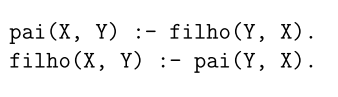 pai(X, Y) :- filho(Y, X).
filho(X, Y) :- pai(Y, X).